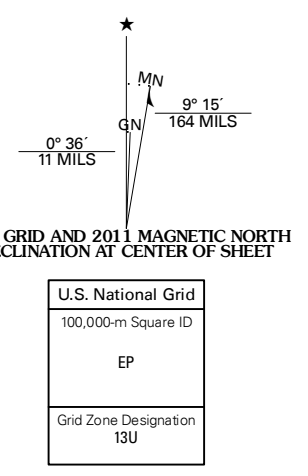 ★
MN
GN
9° 15´
164 MILS
0° 36´
11 MILS
GRID AND 2011 MAGNETIC NORTH
CLINATION AT CENTER OF SHEET
U.S. National Grid
100,000-m Square ID
EP
Grid Zone Designation
13U